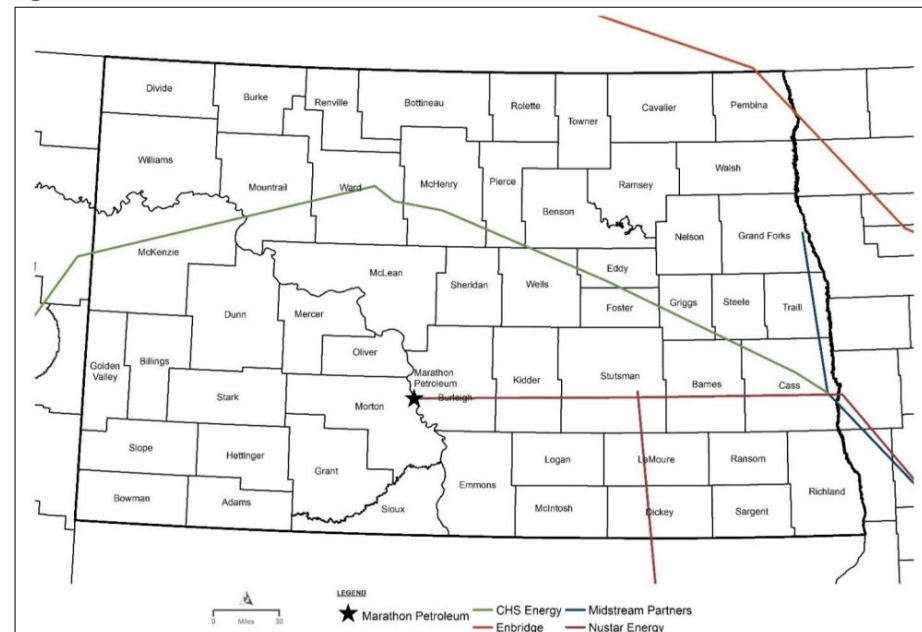 Divide
Burke
Renville
Bottineau
Rolette
Towner
Cavalier
Pembina
Williams
Mountrail
Ward
McHenry
Pierce
Benson
Ramsey
Walsh
McKenzie
McLean
Sheridan
Wells
Eddy
Foster
Nelson
Grand Forks
Griggs
Steele
Traill
Golden
Valley
Billings
Dunn
Mercer
Oliver
Stark
Morton
Marathon
Petroleum
Burleigh
Kidder
Stutsman
Barnes
Cass
Slope
Hettinger
Grant
Bowman
Adams
Sioux
Emmons
Logan
LaMoure
Ransom
Richland
McIntosh
Dickey
Sargent
0 Miles 30
LEGEND
Marathon Petroleum
CHS Energy
Midstream Partners
Enbridge
Nustar Energy